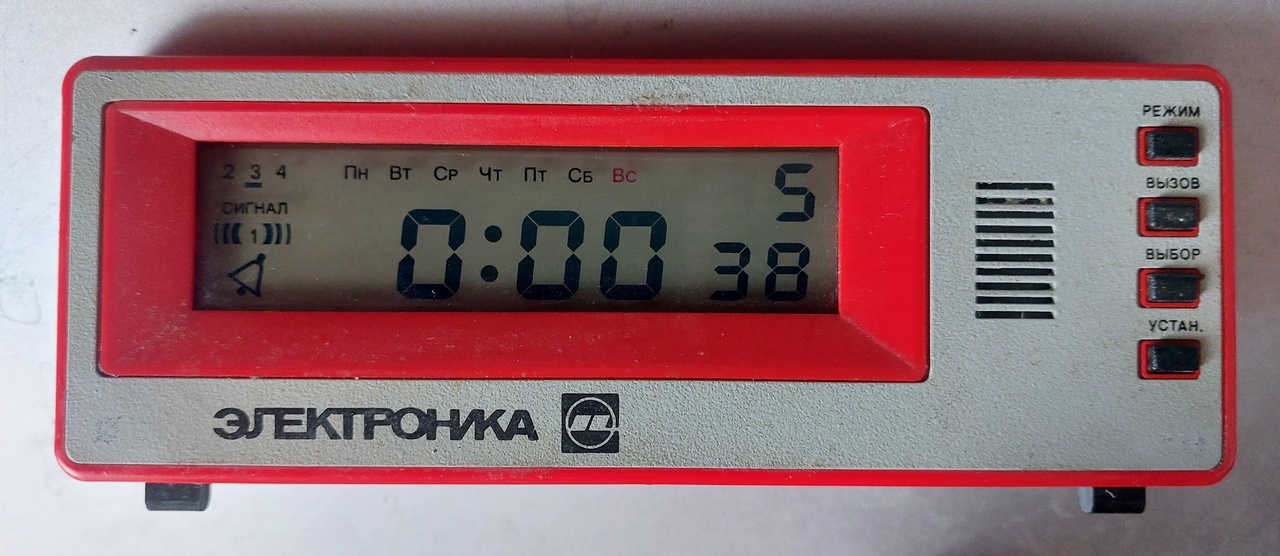 2 3 4 Пн Вт Ср Чт Пт Сб Вс 5
СИГНАЛ
1 0:00 38
РЕЖИМ
ВЫЗОВ
ВЫБОР
УСТАН.
ЭЛЕКТРОНИКА